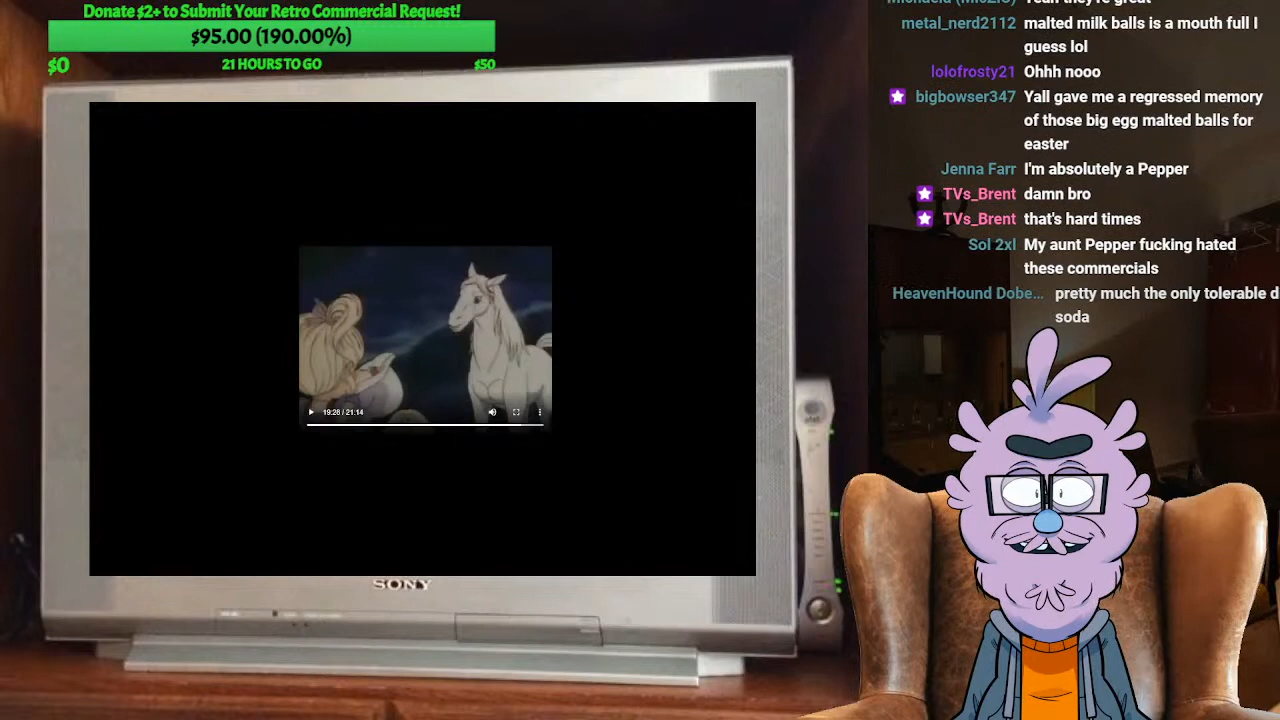 Donate $2+ to Submit Your Retro Commercial Request!
$95.00 (190.00%)
$0 21 HOURS TO GO $50
19:28 / 21:14
SONY
Yeah they're great
metal_nerd2112 malted milk balls is a mouth full I
guess lol
lolofrosty21 Ohhh nooo
bigbowser347 Yall gave me a regressed memory
of those big egg malted balls for
easter
Jenna Farr I'm absolutely a Pepper
TVs_Brent damn bro
TVs_Brent that's hard times
Sol 2xl My aunt Pepper fucking hated
these commercials
HeavenHound Dobe... pretty much the only tolerable d
soda